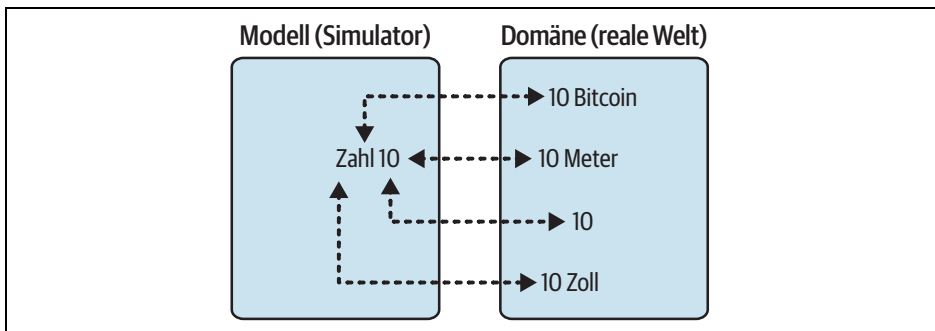 Modell (Simulator)
Domäne (reale Welt)
10 Bitcoin
Zahl 10
10 Meter
10
10 Zoll